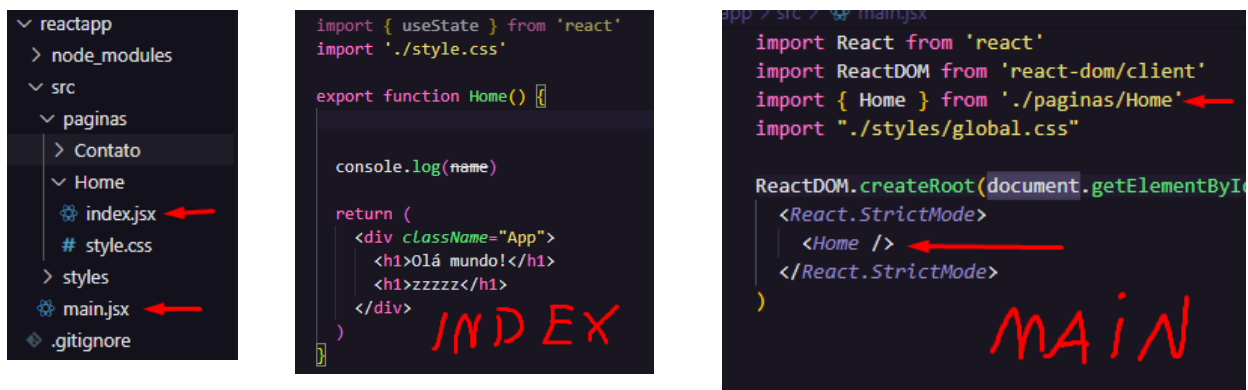 reactapp
node_modules
src
paginas
Contato
Home
index.jsx
# style.css
styles
main.jsx
.gitignore
import { useState } from 'react'
import './style.css'
export function Home() {
console.log(name)
return (
<div className="App">
<h1>Olá mundo!</h1>
<h1>zzzzz</h1>
</div>
)
}
INDEX
app > src > main.jsx
import React from 'react'
import ReactDOM from 'react-dom/client'
import { Home } from './paginas/Home'
import "./styles/global.css"
ReactDOM.createRoot(document.getElementById
<React.StrictMode>
<Home />
</React.StrictMode>
)
MAIN